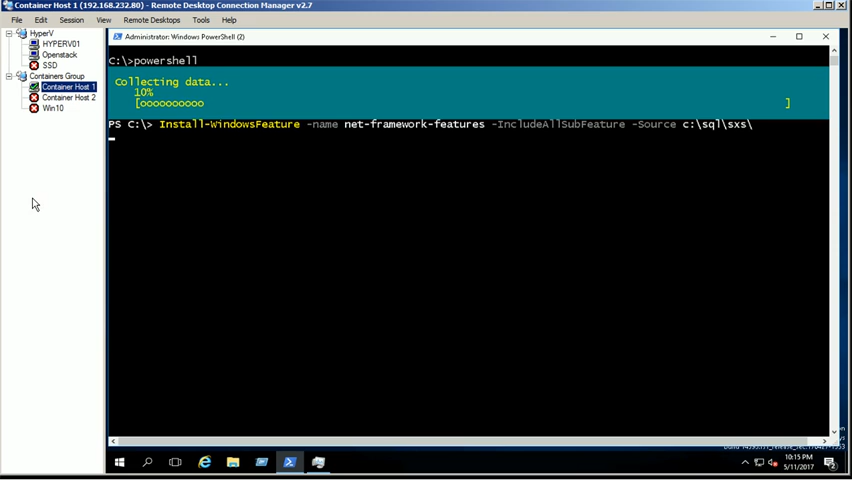 Container Host 1 (192.168.232.80) - Remote Desktop Connection Manager v2.7
File Edit Session View Remote Desktops Tools Help
HyperV
HYPERV01
Openstack
SSD
Containers Group
Container Host 1
Container Host 2
Win10
Administrator: Windows PowerShell (2)
C:\>powershell
Collecting data...
10%
[oooooooooo ]
PS C:\> Install-WindowsFeature -name net-framework-features -IncludeAllSubFeature -Source c:\sql\sxs\
10:15 PM
5/11/2017